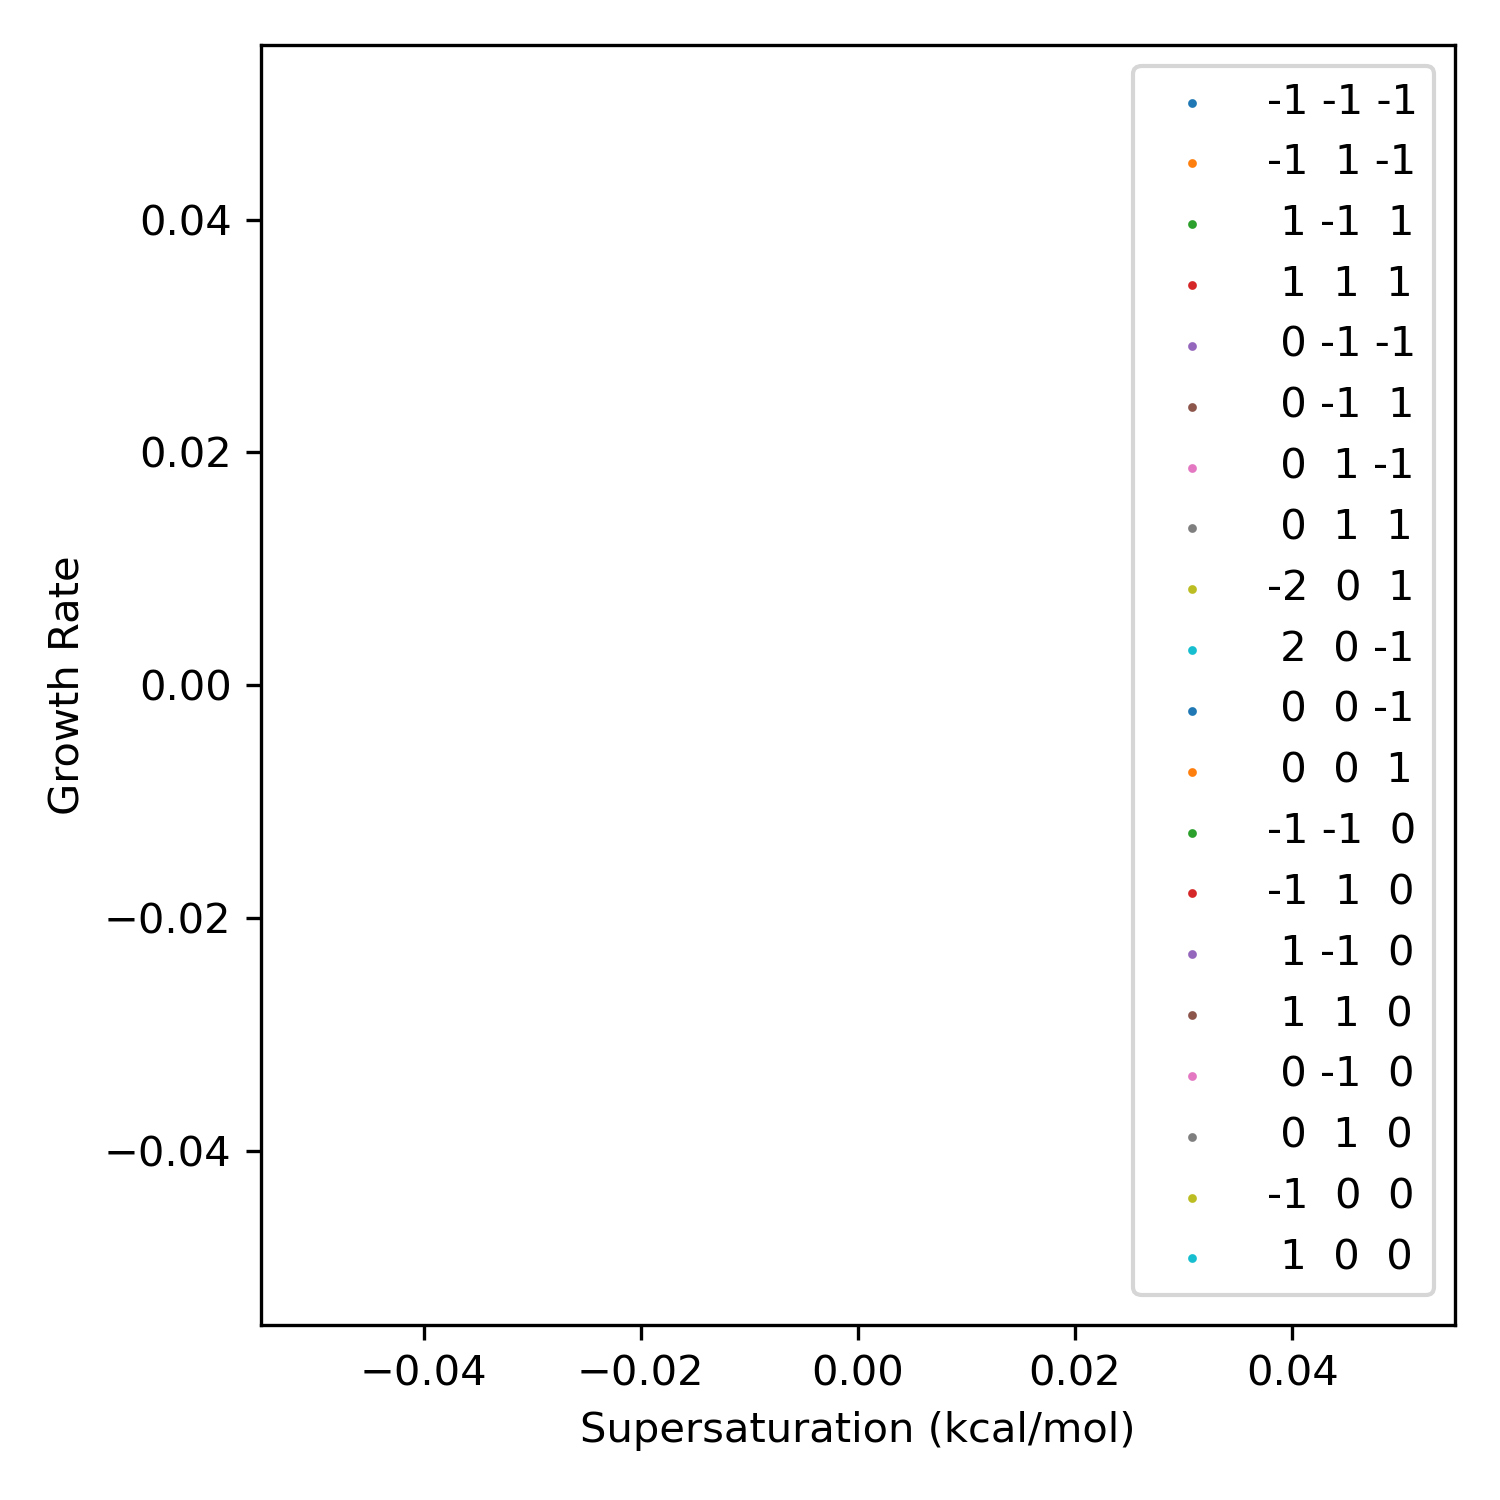 -1 -1 -1
-1 1 -1
1 -1 1
1 1 1
0 -1 -1
0 -1 1
0 1 -1
0 1 1
-2 0 1
2 0 -1
0 0 -1
0 0 1
-1 -1 0
-1 1 0
1 -1 0
1 1 0
0 -1 0
0 1 0
-1 0 0
1 0 0
0.04
0.02
0.00
−0.02
−0.04
Growth Rate
−0.04 −0.02 0.00 0.02 0.04
Supersaturation (kcal/mol)